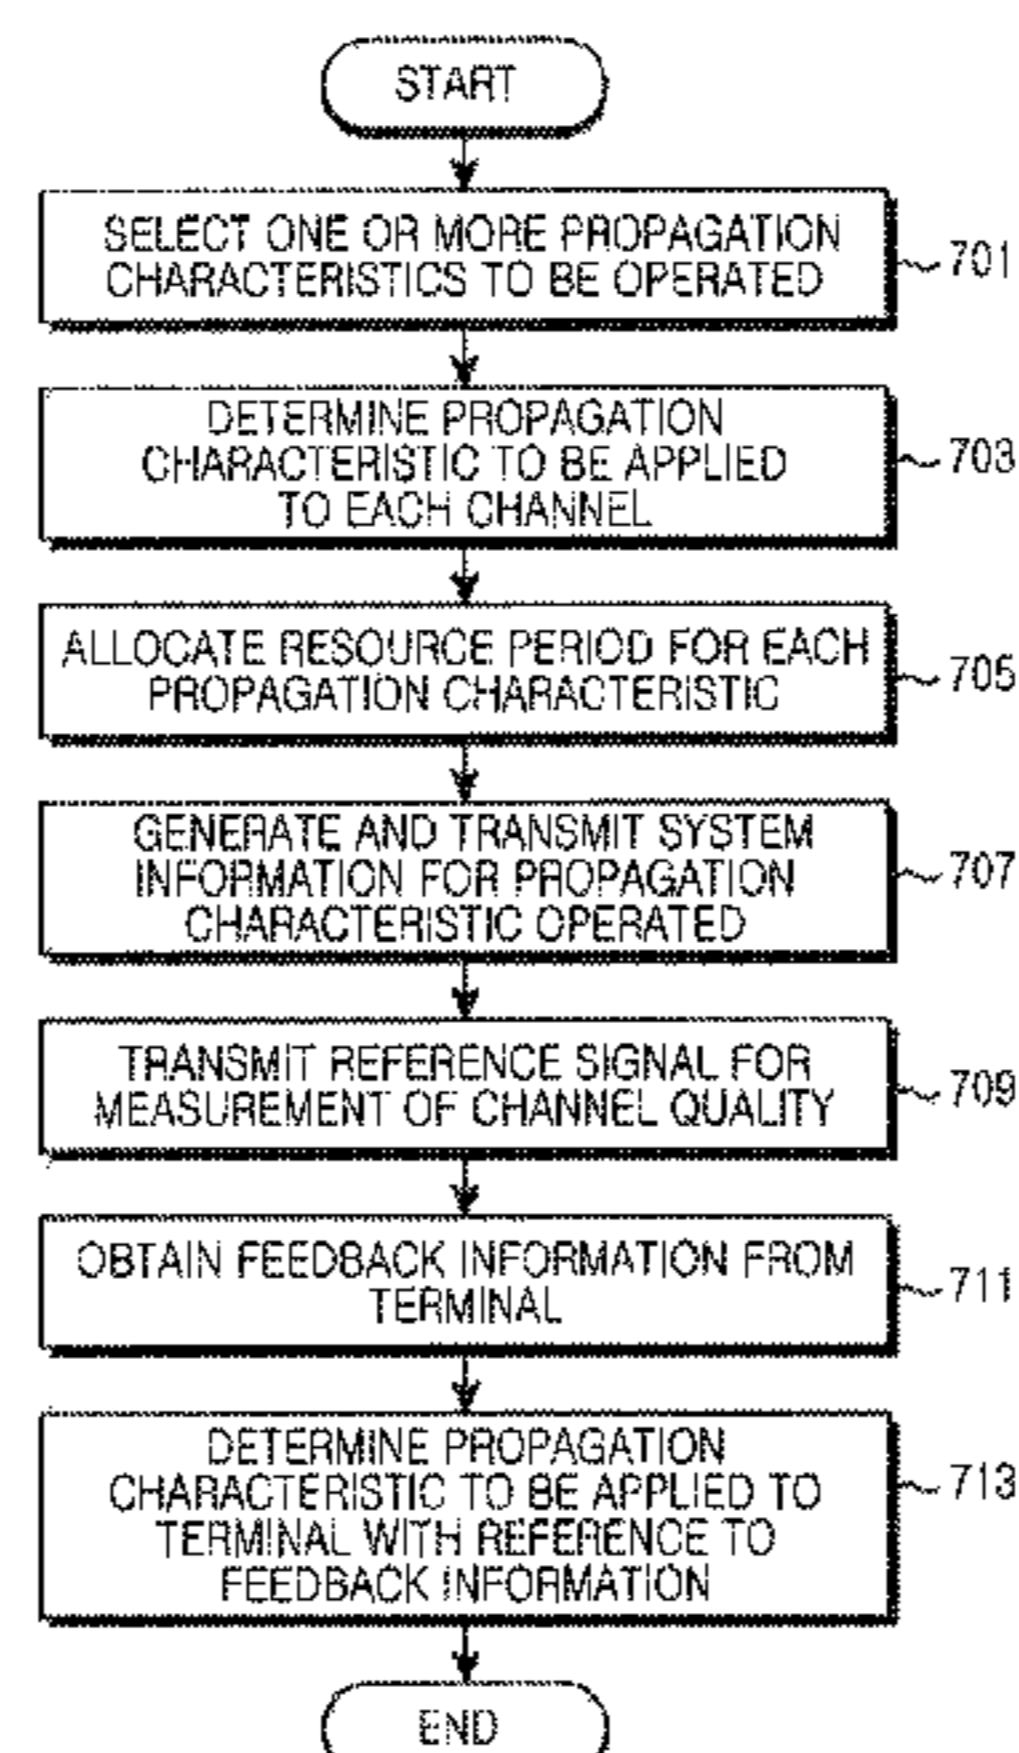 START
SELECT ONE OR MORE PROPAGATION
CHARACTERISTICS TO BE OPERATED
701
DETERMINE PROPAGATION
CHARACTERISTIC TO BE APPLIED
TO EACH CHANNEL
703
ALLOCATE RESOURCE PERIOD FOR EACH
PROPAGATION CHARACTERISTIC
705
GENERATE AND TRANSMIT SYSTEM
INFORMATION FOR PROPAGATION
CHARACTERISTIC OPERATED
707
TRANSMIT REFERENCE SIGNAL FOR
MEASUREMENT OF CHANNEL QUALITY
709
OBTAIN FEEDBACK INFORMATION FROM
TERMINAL
711
DETERMINE PROPAGATION
CHARACTERISTIC TO BE APPLIED TO
TERMINAL WITH REFERENCE TO
FEEDBACK INFORMATION
713
END